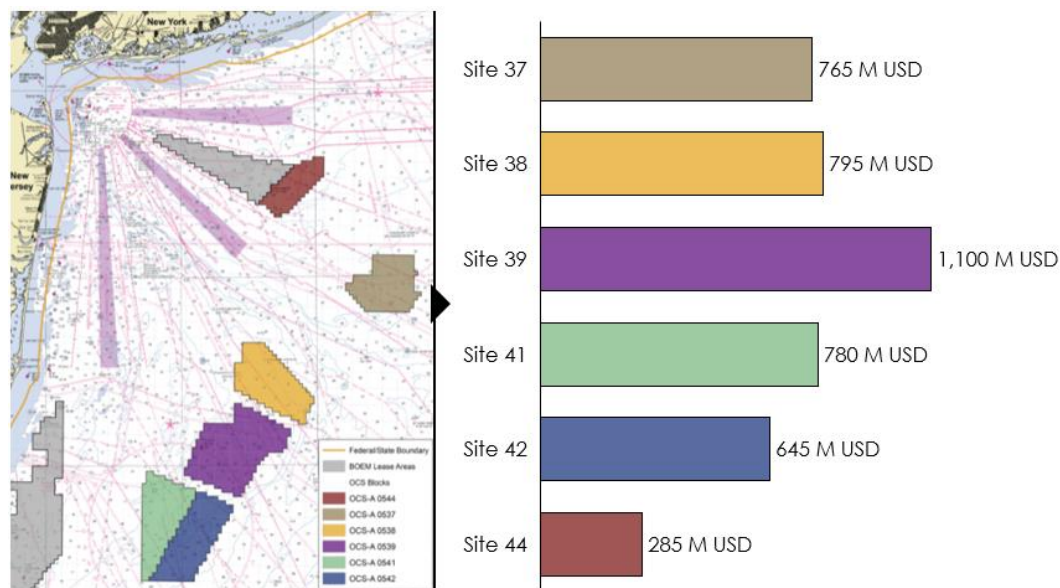 New York
New
ersey
Federal/State Boundary
BOEM Lease Areas
OCS Blocks
OCS-A 0544
OCS-A 0537
OCS-A 0538
OCS-A 0539
OCS-A 0541
OCS-A 0542
Site 37
765 M USD
Site 38
795 M USD
Site 39
1,100 M USD
Site 41
780 M USD
Site 42
645 M USD
Site 44
285 M USD